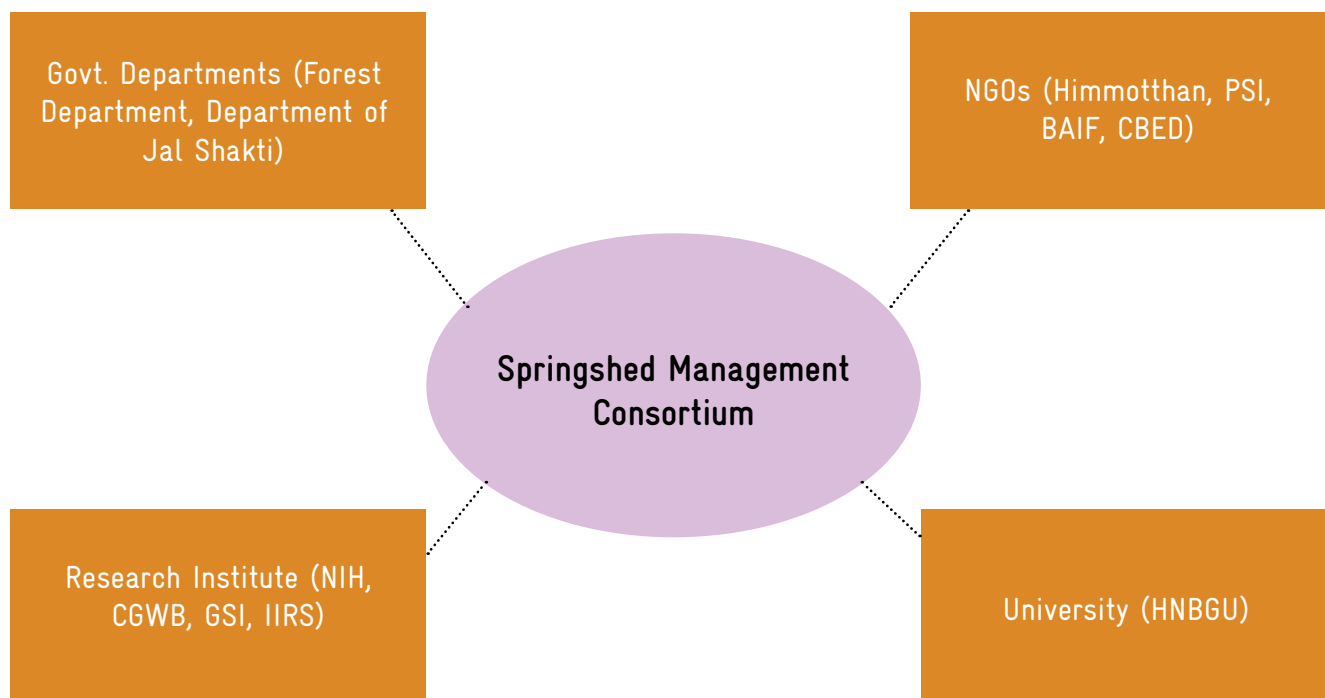 Govt. Departments (Forest
Department, Department of
Jal Shakti)
NGOs (Himmotthan, PSI,
BAIF, CBED)
Springshed Management
Consortium
Research Institute (NIH,
CGWB, GSI, IIRS)
University (HNBGU)